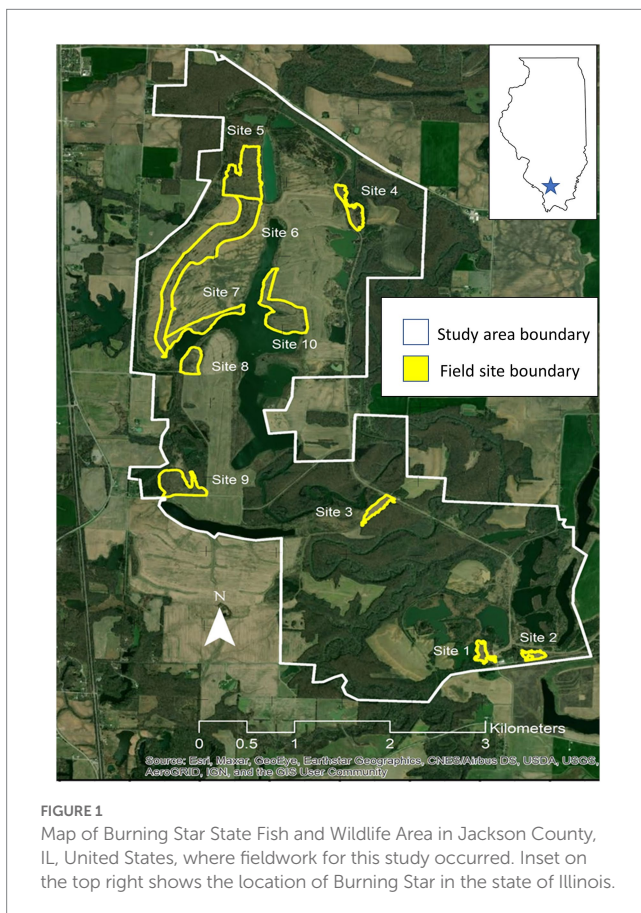 Site 5
Site 4
Site 6
Site 7
Site 10
Site 8
Study area boundary
Field site boundary
Site 9
Site 3
N
Site 1
Site 2
Kilometers
0 0.5 1 2 3
Source: Esri, Maxar, GeoEye, Earthstar Geographics, CNES/Airbus DS, USDA, USGS,
AeroGRID, IGN, and the GIS User Community
FIGURE 1
Map of Burning Star State Fish and Wildlife Area in Jackson County,
IL, United States, where fieldwork for this study occurred. Inset on
the top right shows the location of Burning Star in the state of Illinois.